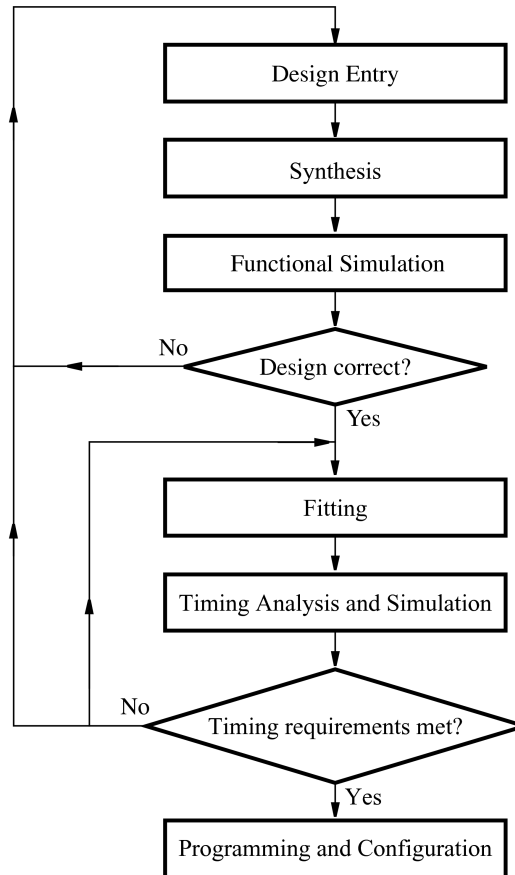 Design Entry
Synthesis
Functional Simulation
No
Design correct?
Yes
Fitting
Timing Analysis and Simulation
No
Timing requirements met?
Yes
Programming and Configuration